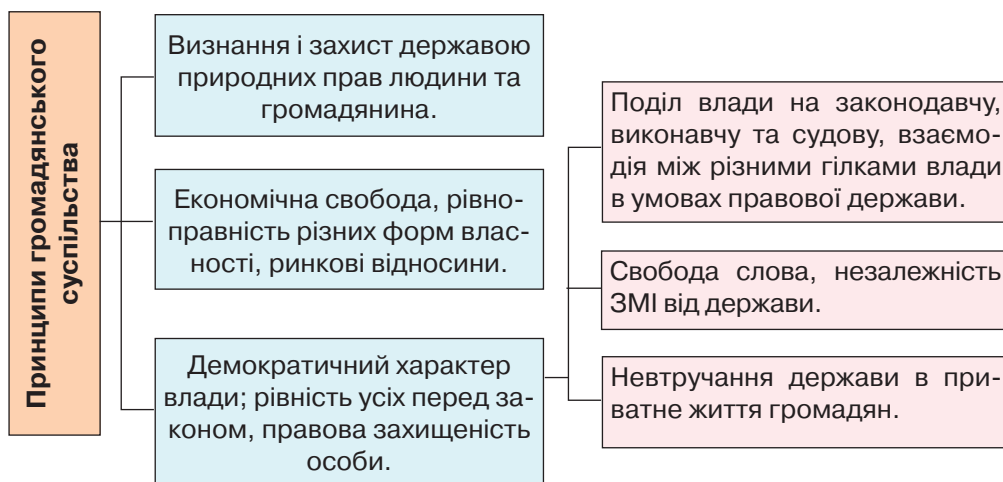 Принципи громадянського
суспільства
Визнання і захист державою
природних прав людини та
громадянина.
Економічна свобода, рівно-
правність різних форм влас-
ності, ринкові відносини.
Демократичний характер
влади; рівність усіх перед за-
коном, правова захищеність
особи.
Поділ влади на законодавчу,
виконавчу та судову, взаємо-
дія між різними гілками влади
в умовах правової держави.
Свобода слова, незалежність
ЗМІ від держави.
Невтручання держави в при-
ватне життя громадян.